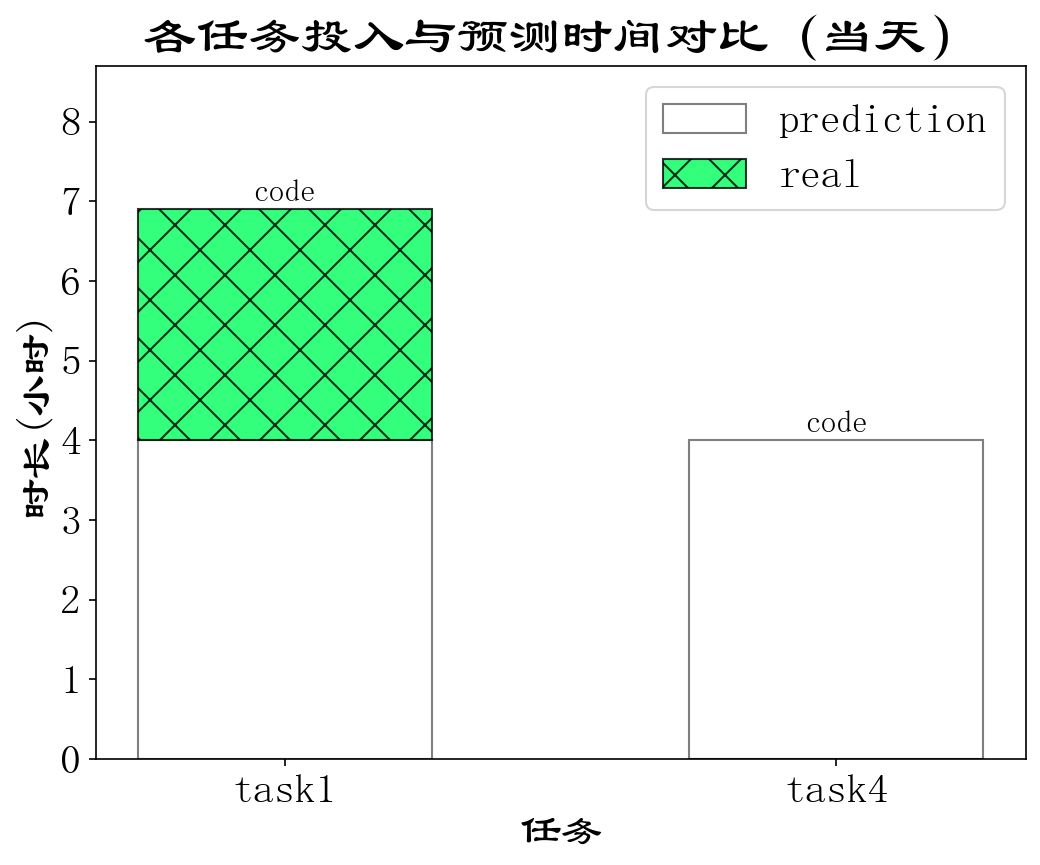 各任务投入与预测时间对比 (当天)
prediction
real
code
code
时长(小时)
8
7
6
5
4
3
2
1
0
task1
task4
任务